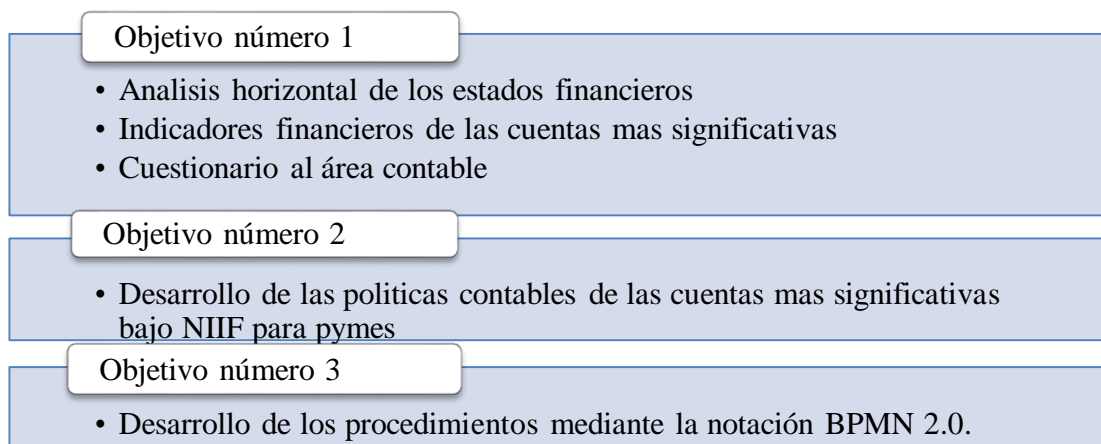 Objetivo número 1
• Analisis horizontal de los estados financieros
• Indicadores financieros de las cuentas mas significativas
• Cuestionario al área contable
Objetivo número 2
• Desarrollo de las politicas contables de las cuentas mas significativas
bajo NIIF para pymes
Objetivo número 3
• Desarrollo de los procedimientos mediante la notación BPMN 2.0.